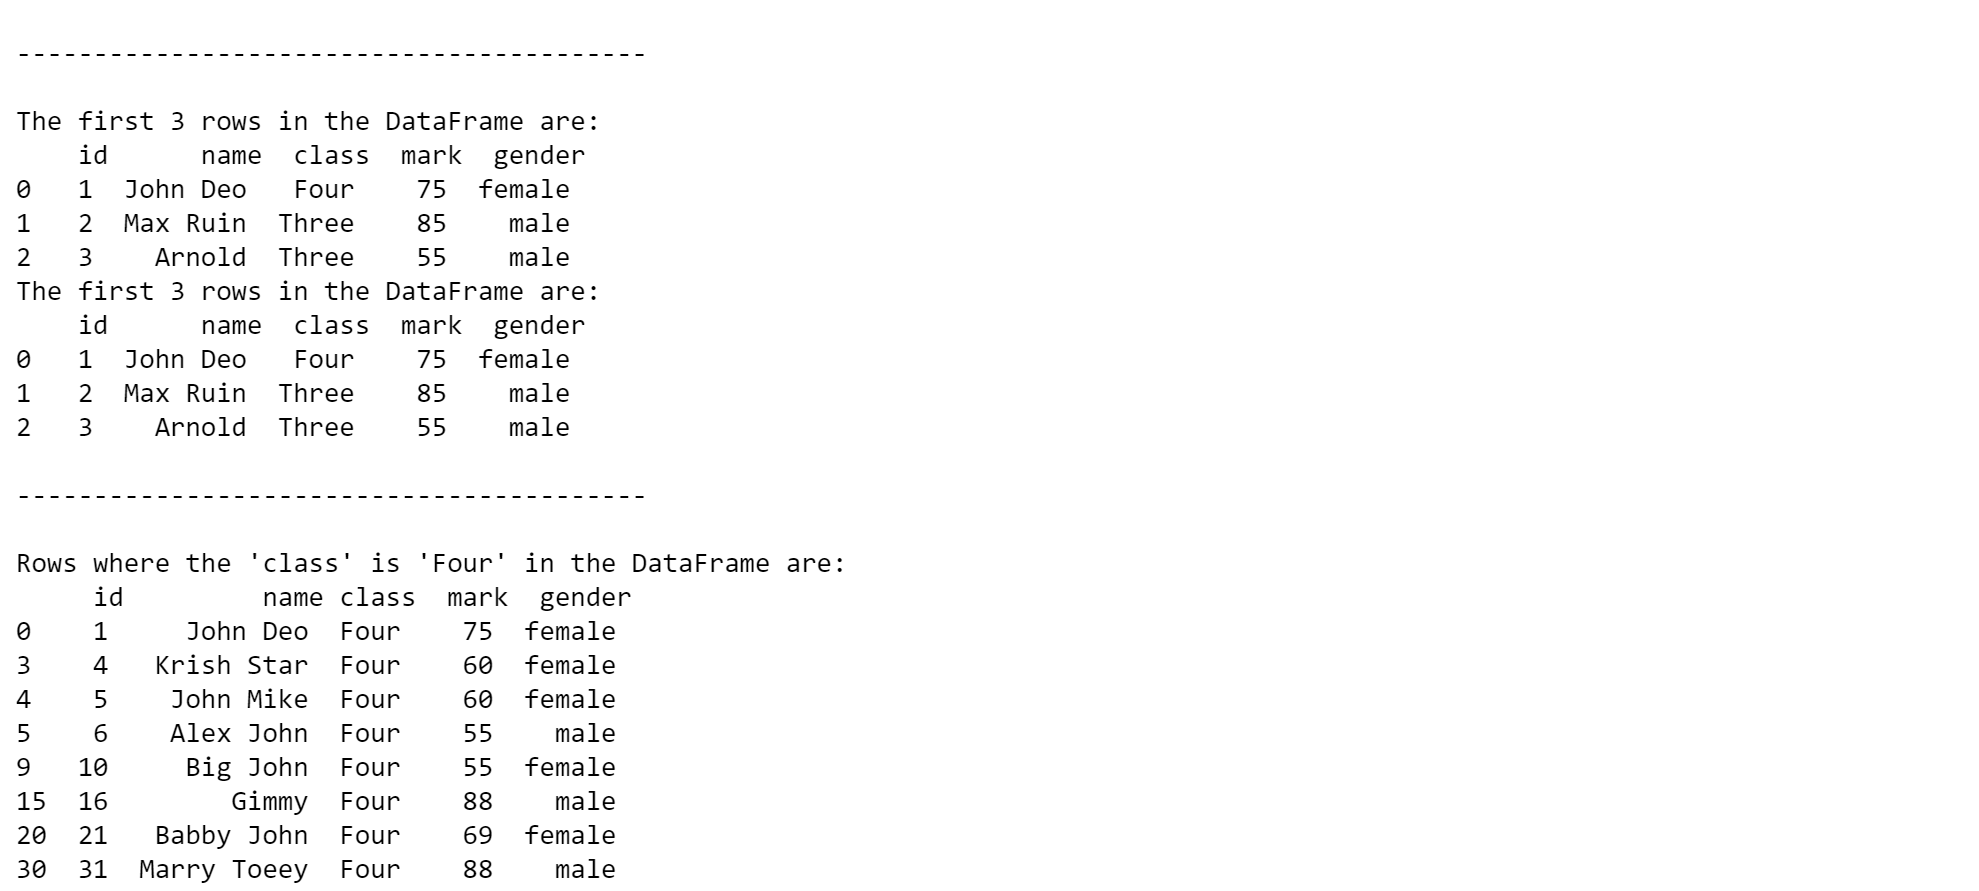 -----------------------------------------
The first 3 rows in the DataFrame are:
    id      name  class  mark  gender
0   1  John Deo   Four    75  female
1   2  Max Ruin  Three    85    male
2   3    Arnold  Three    55    male
The first 3 rows in the DataFrame are:
    id      name  class  mark  gender
0   1  John Deo   Four    75  female
1   2  Max Ruin  Three    85    male
2   3    Arnold  Three    55    male
-----------------------------------------
Rows where the 'class' is 'Four' in the DataFrame are:
     id         name class  mark  gender
0    1     John Deo  Four    75  female
3    4   Krish Star  Four    60  female
4    5    John Mike  Four    60  female
5    6    Alex John  Four    55    male
9   10     Big John  Four    55  female
15  16        Gimmy  Four    88    male
20  21   Babby John  Four    69  female
30  31  Marry Toeey  Four    88    male